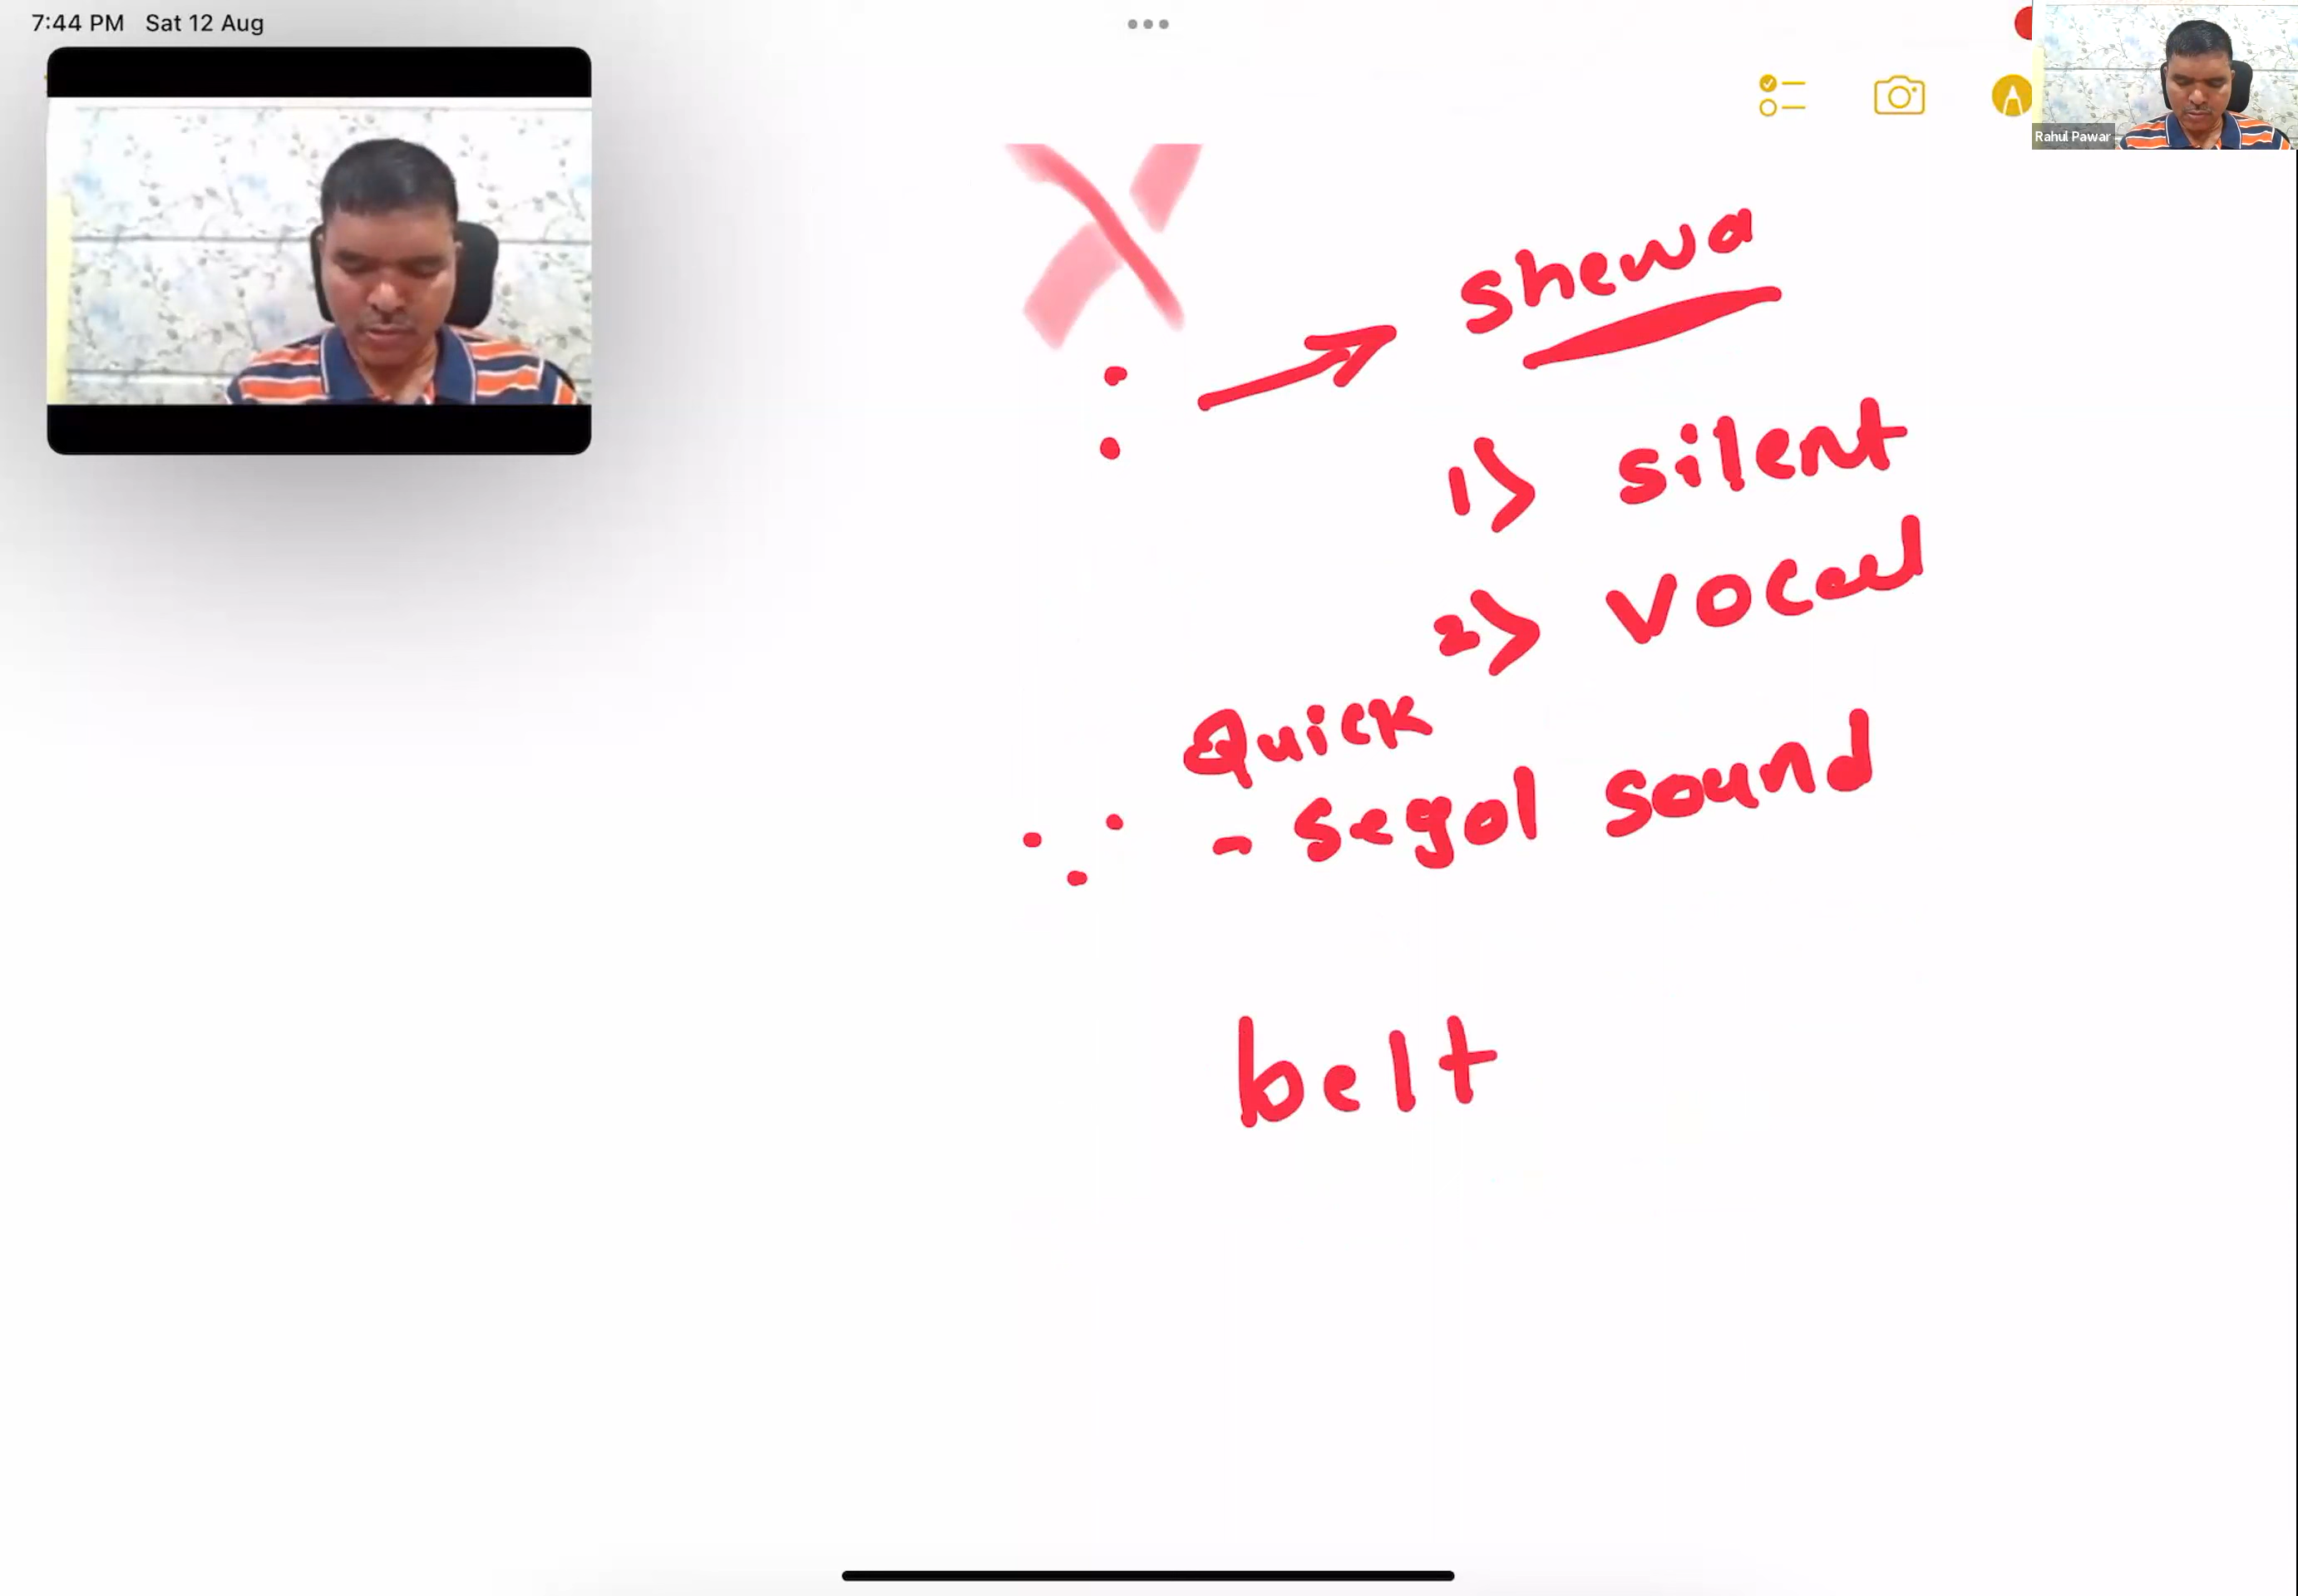 7:44 PM Sat 12 Aug
Rahul Pawar
shewa
1) silent
2) vocal
Quick
- segol sound
belt